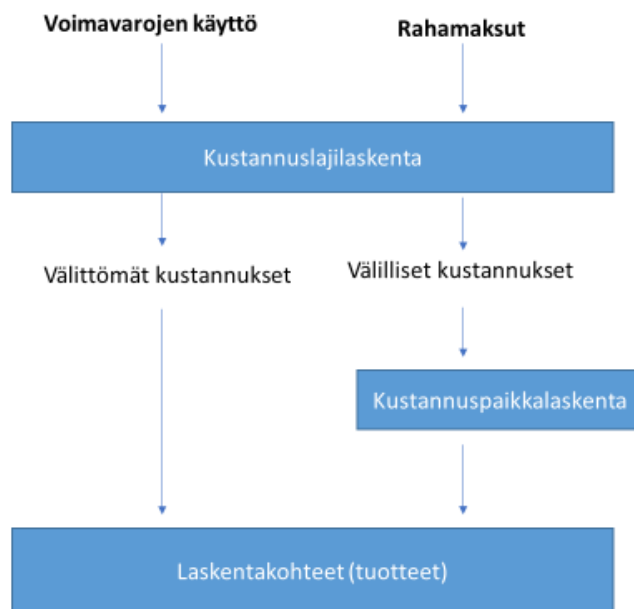 Voimavarojen käyttö
Rahamaksut
Kustannuslajilaskenta
Välittömät kustannukset
Välilliset kustannukset
Kustannuspaikkalaskenta
Laskentakohteet (tuotteet)